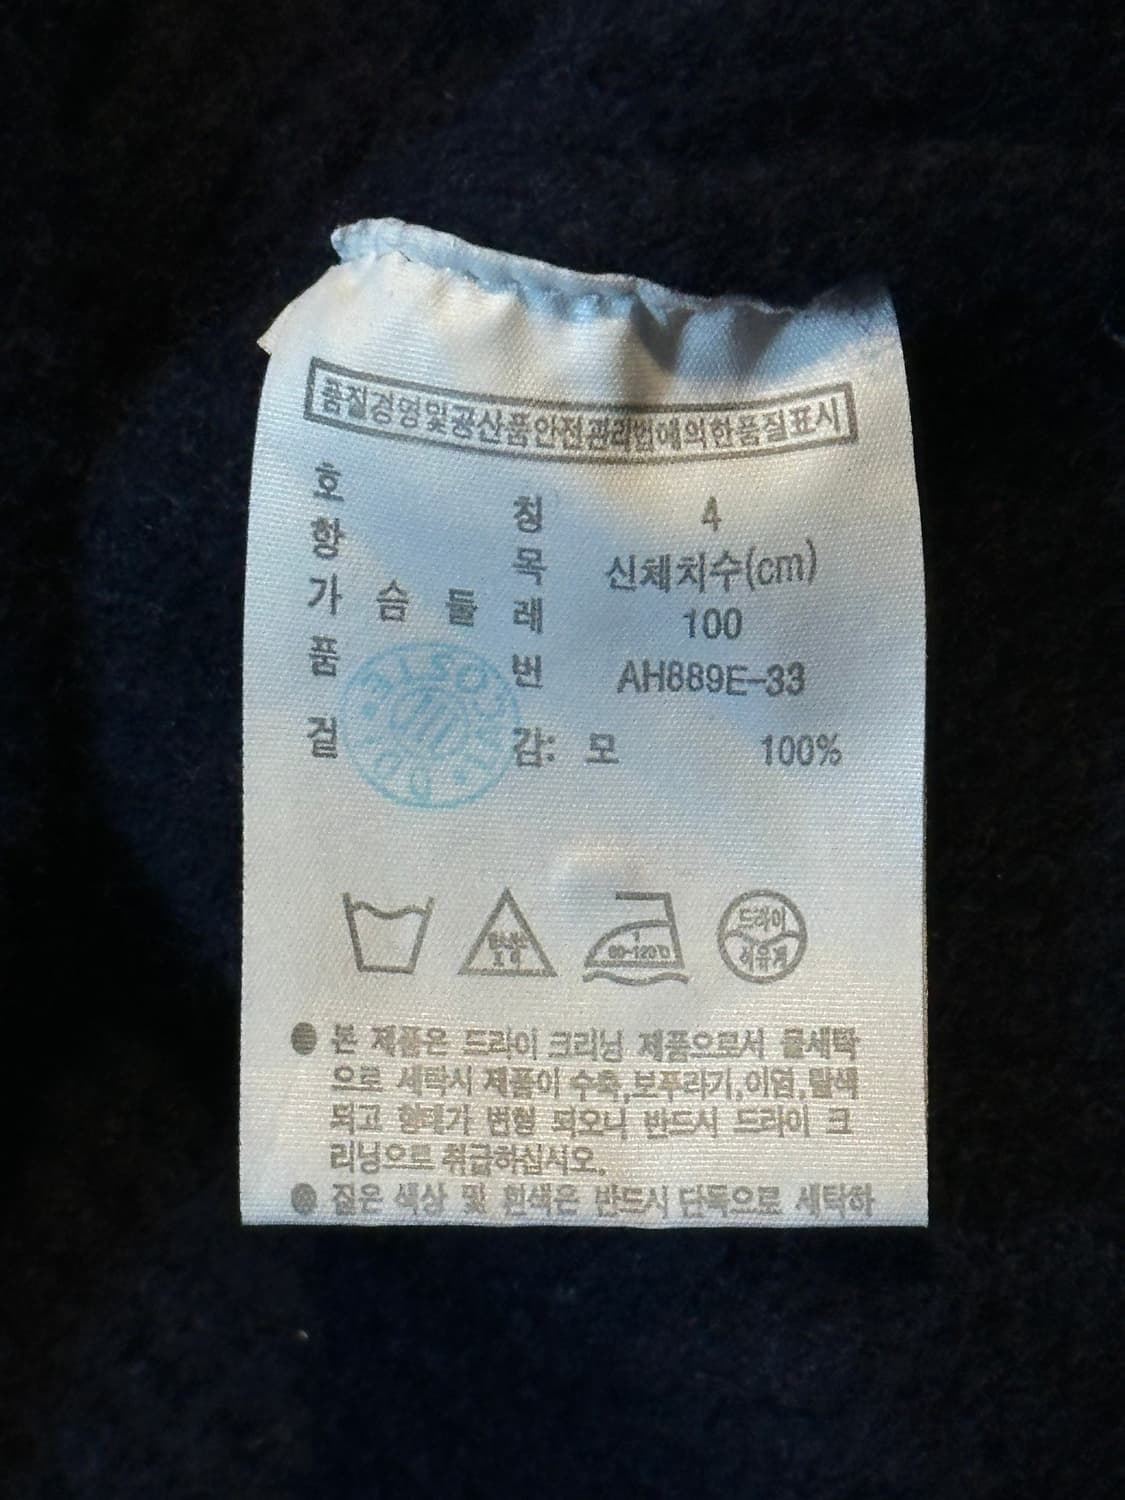 품질경영및공산품안전관리법에의한품질표시
호 칭 4
항 목 신체치수(cm)
가 슴 둘 레 100
품 번 AH889E-33
겉 감: 모 100%
80-120℃
드라이
석유계
● 본 제품은 드라이 크리닝 제품으로서 물세탁
으로 세탁시 제품이 수축,보푸라기,이염,탈색
되고 형태가 변형 되오니 반드시 드라이 크
리닝으로 취급하십시오.
● 짙은 색상 및 흰색은 반드시 단독으로 세탁하